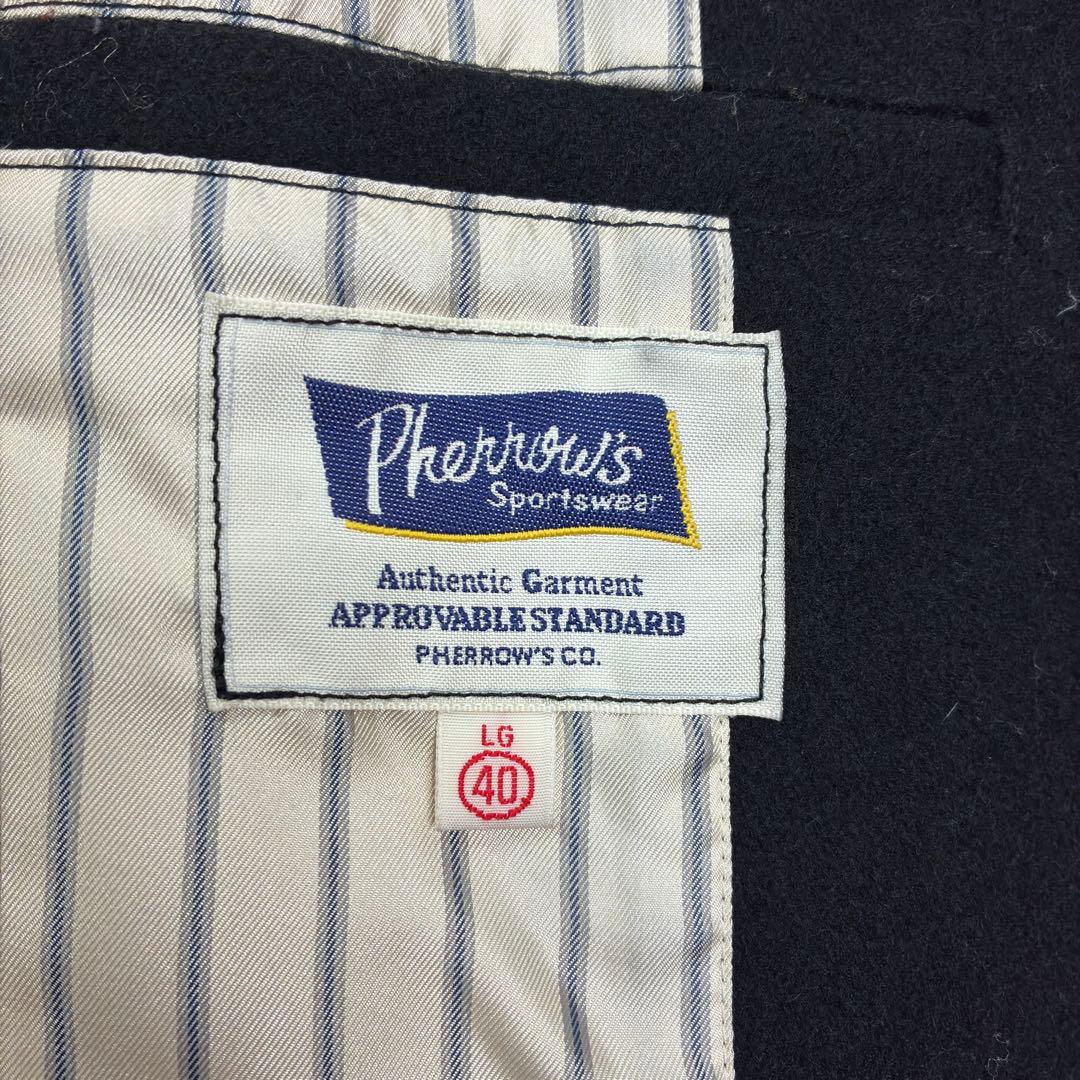 Pherrow's
Sportswear
Authentic Garment
APPROVABLE STANDARD
PHERROW'S CO.
LG
40